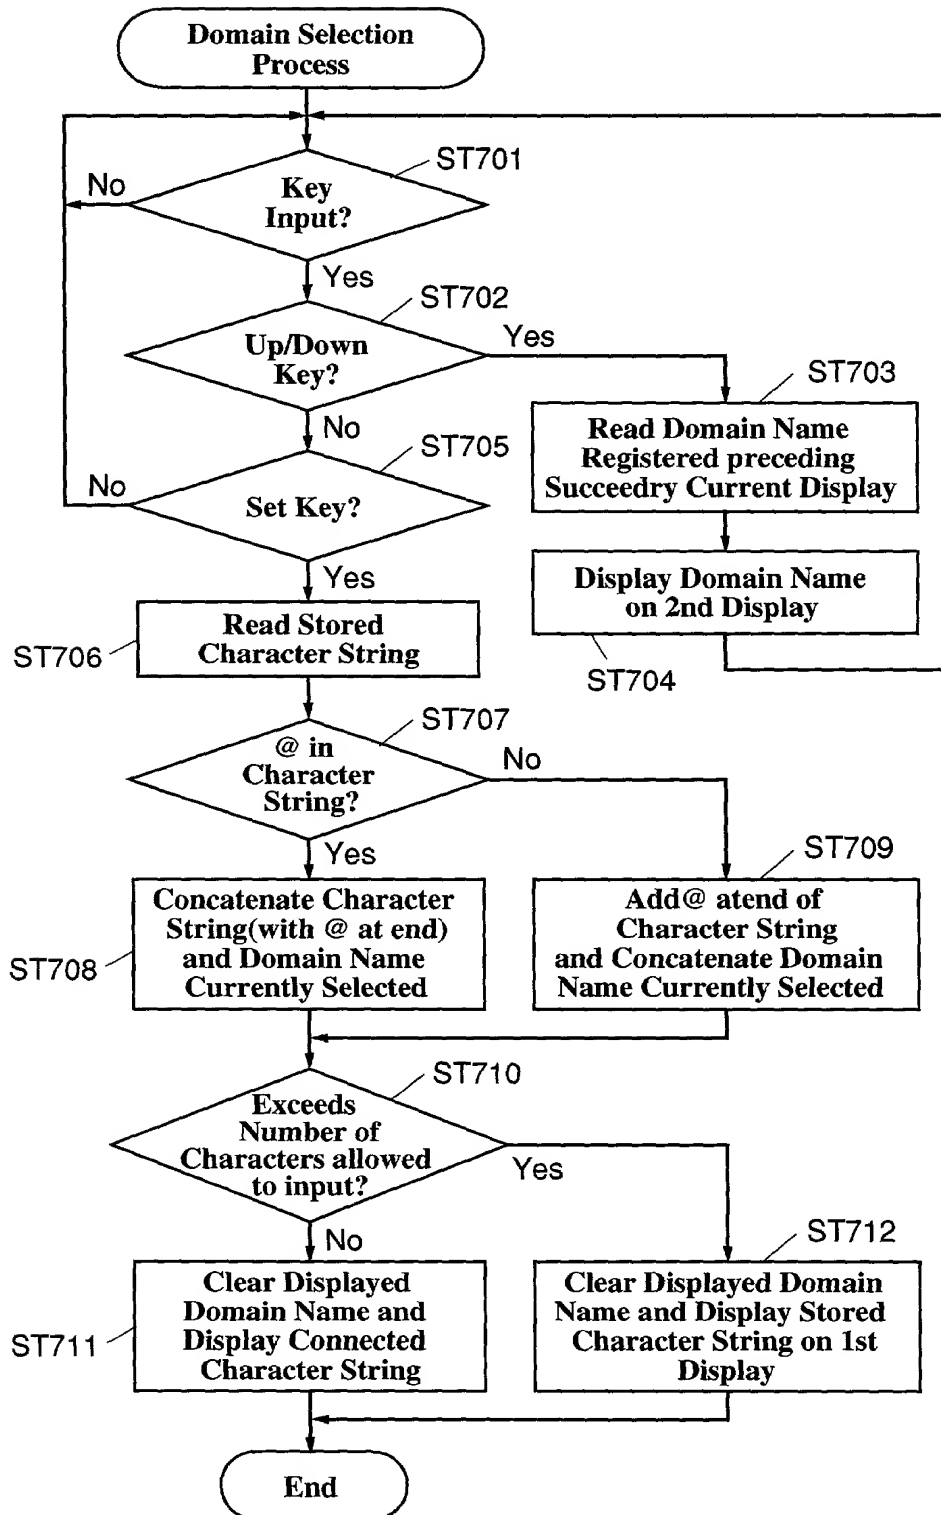 Domain Selection
Process
ST701
No
Key
Input?
Yes
ST702
Yes
Up/Down
Key?
ST703
No
ST705
Read Domain Name
Registered preceding
Succeedry Current Display
No
Set Key?
Yes
Display Domain Name
on 2nd Display
Read Stored
Character String
ST706
ST704
ST707
@ in
Character
String?
No
Yes
ST709
Concatenate Character
String(with @ at end)
and Domain Name
Currently Selected
ST708
Add@ atend of
Character String
and Concatenate Domain
Name Currently Selected
ST710
Exceeds
Number of
Characters allowed
to input?
Yes
No
ST712
Clear Displayed
Domain Name and
Display Connected
Character String
ST711
Clear Displayed Domain
Name and Display Stored
Character String on 1st
Display
End